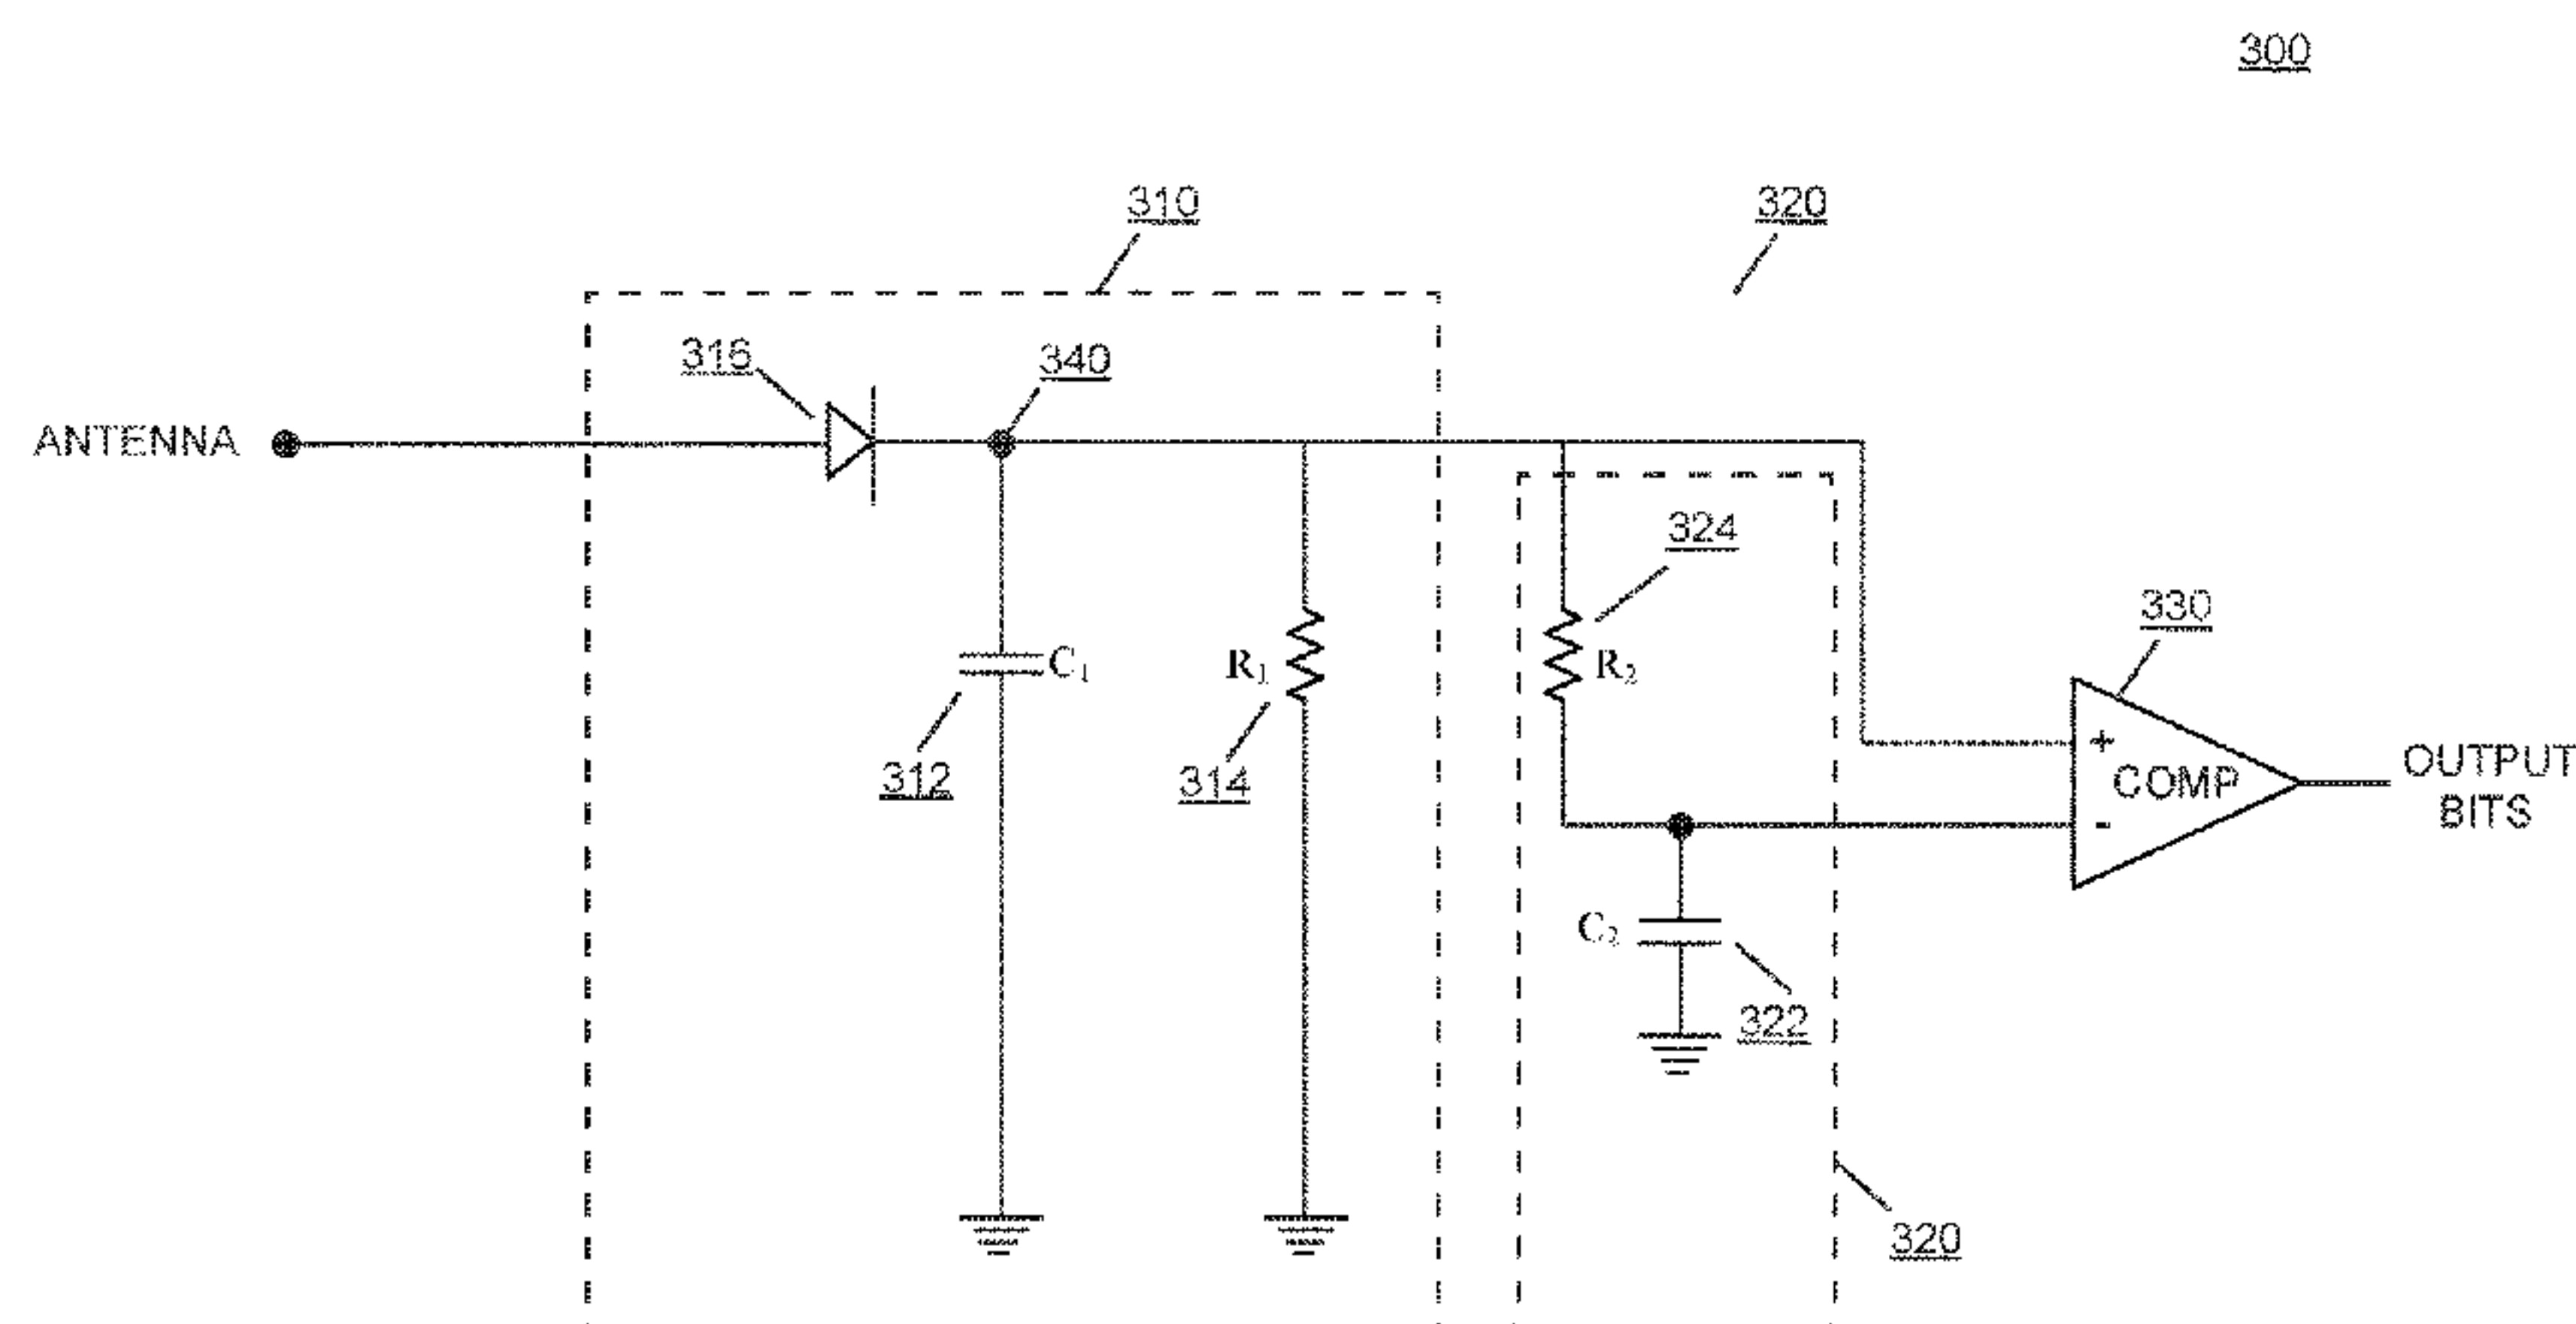 300
310
320
316
340
ANTENNA
324
330
C₁
R₁
R₂
+
COMP
-
OUTPUT
BITS
312
314
C₂
322
320